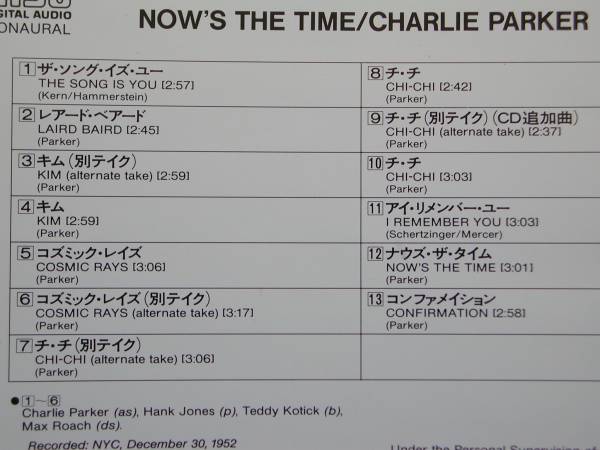 DIGITAL AUDIO
MONAURAL
NOW'S THE TIME/CHARLIE PARKER
1 ザ・ソング・イズ・ユー
THE SONG IS YOU [2:57]
(Kern/Hammerstein)
2 レアード・ベアード
LAIRD BAIRD [2:45]
(Parker)
3 キム(別テイク)
KIM (alternate take) [2:59]
(Parker)
4 キム
KIM [2:59]
(Parker)
5 コズミック・レイズ
COSMIC RAYS [3:06]
(Parker)
6 コズミック・レイズ(別テイク)
COSMIC RAYS (alternate take) [3:17]
(Parker)
7 チ・チ(別テイク)
CHI-CHI (alternate take) [3:06]
(Parker)
8 チ・チ
CHI-CHI [2:42]
(Parker)
9 チ・チ(別テイク)(CD追加曲)
CHI-CHI (alternate take) [2:37]
(Parker)
10 チ・チ
CHI-CHI [3:03]
(Parker)
11 アイ・リメンバー・ユー
I REMEMBER YOU [3:03]
(Schertzinger/Mercer)
12 ナウズ・ザ・タイム
NOW'S THE TIME [3:01]
(Parker)
13 コンファメイション
CONFIRMATION [2:58]
(Parker)
●1~6
Charlie Parker (as), Hank Jones (p), Teddy Kotick (b),
Max Roach (ds).
Recorded: NYC, December 30, 1952
Under the Personal Supervision of